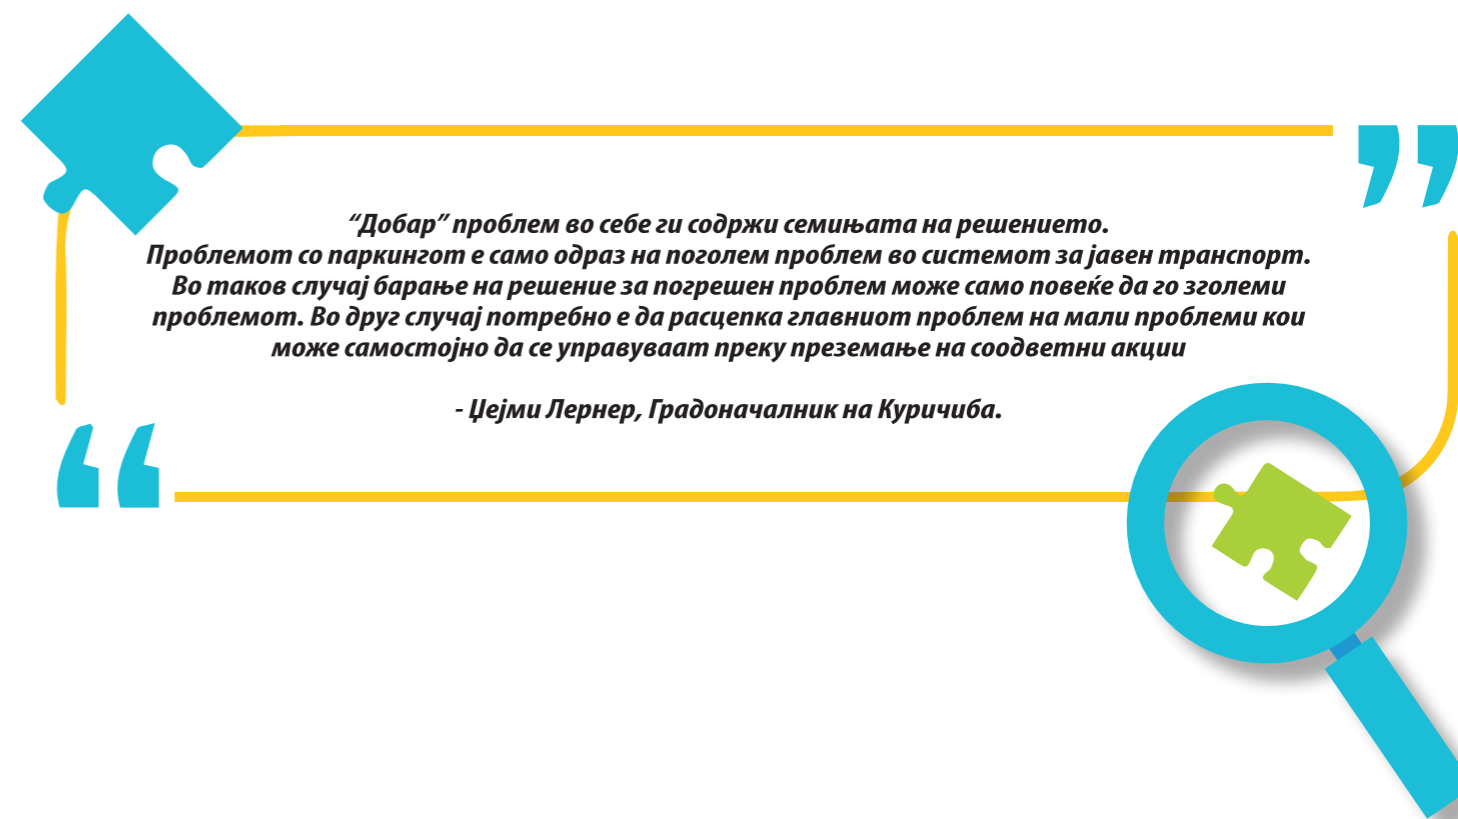 “Добар” проблем во себе ги содржи семињата на решението.
Проблемот со паркингот е само одраз на поголем проблем во системот за јавен транспорт.
Во таков случај барање на решение за погрешен проблем може само повеќе да го зголеми
проблемот. Во друг случај потребно е да расцепка главниот проблем на мали проблеми кои
може самостојно да се управуваат преку преземање на соодветни акции
- Џејми Лернер, Градоначалник на Куричиба.